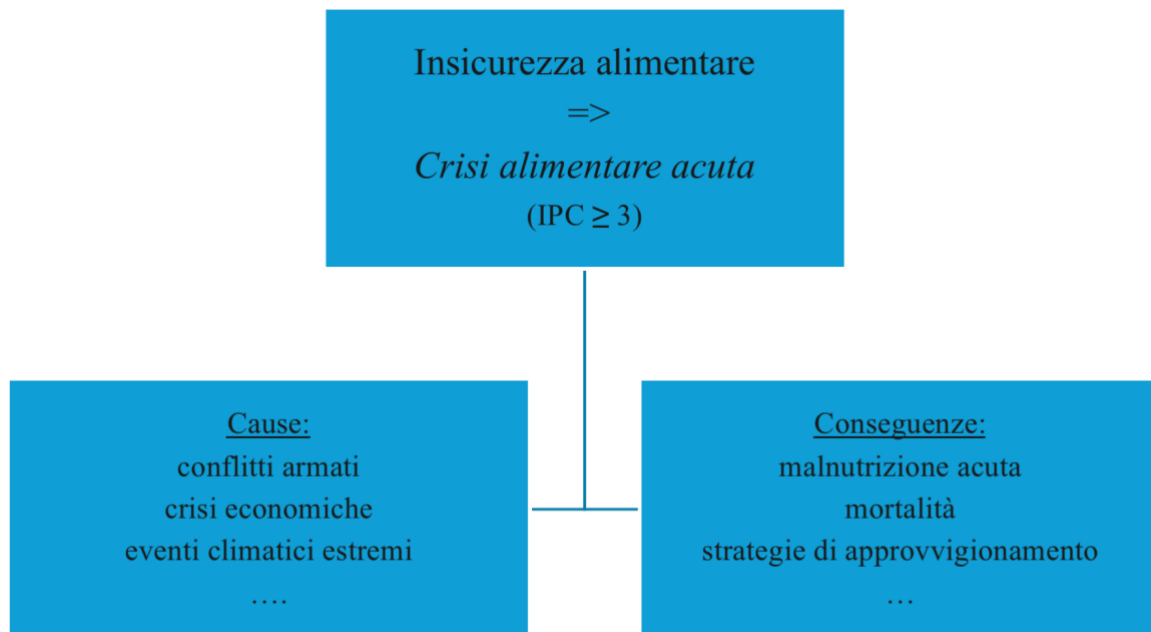 Insicurezza alimentare
=>
Crisi alimentare acuta
(IPC ≥ 3)
Cause:
conflitti armati
crisi economiche
eventi climatici estremi
….
Conseguenze:
malnutrizione acuta
mortalità
strategie di approvvigionamento
…